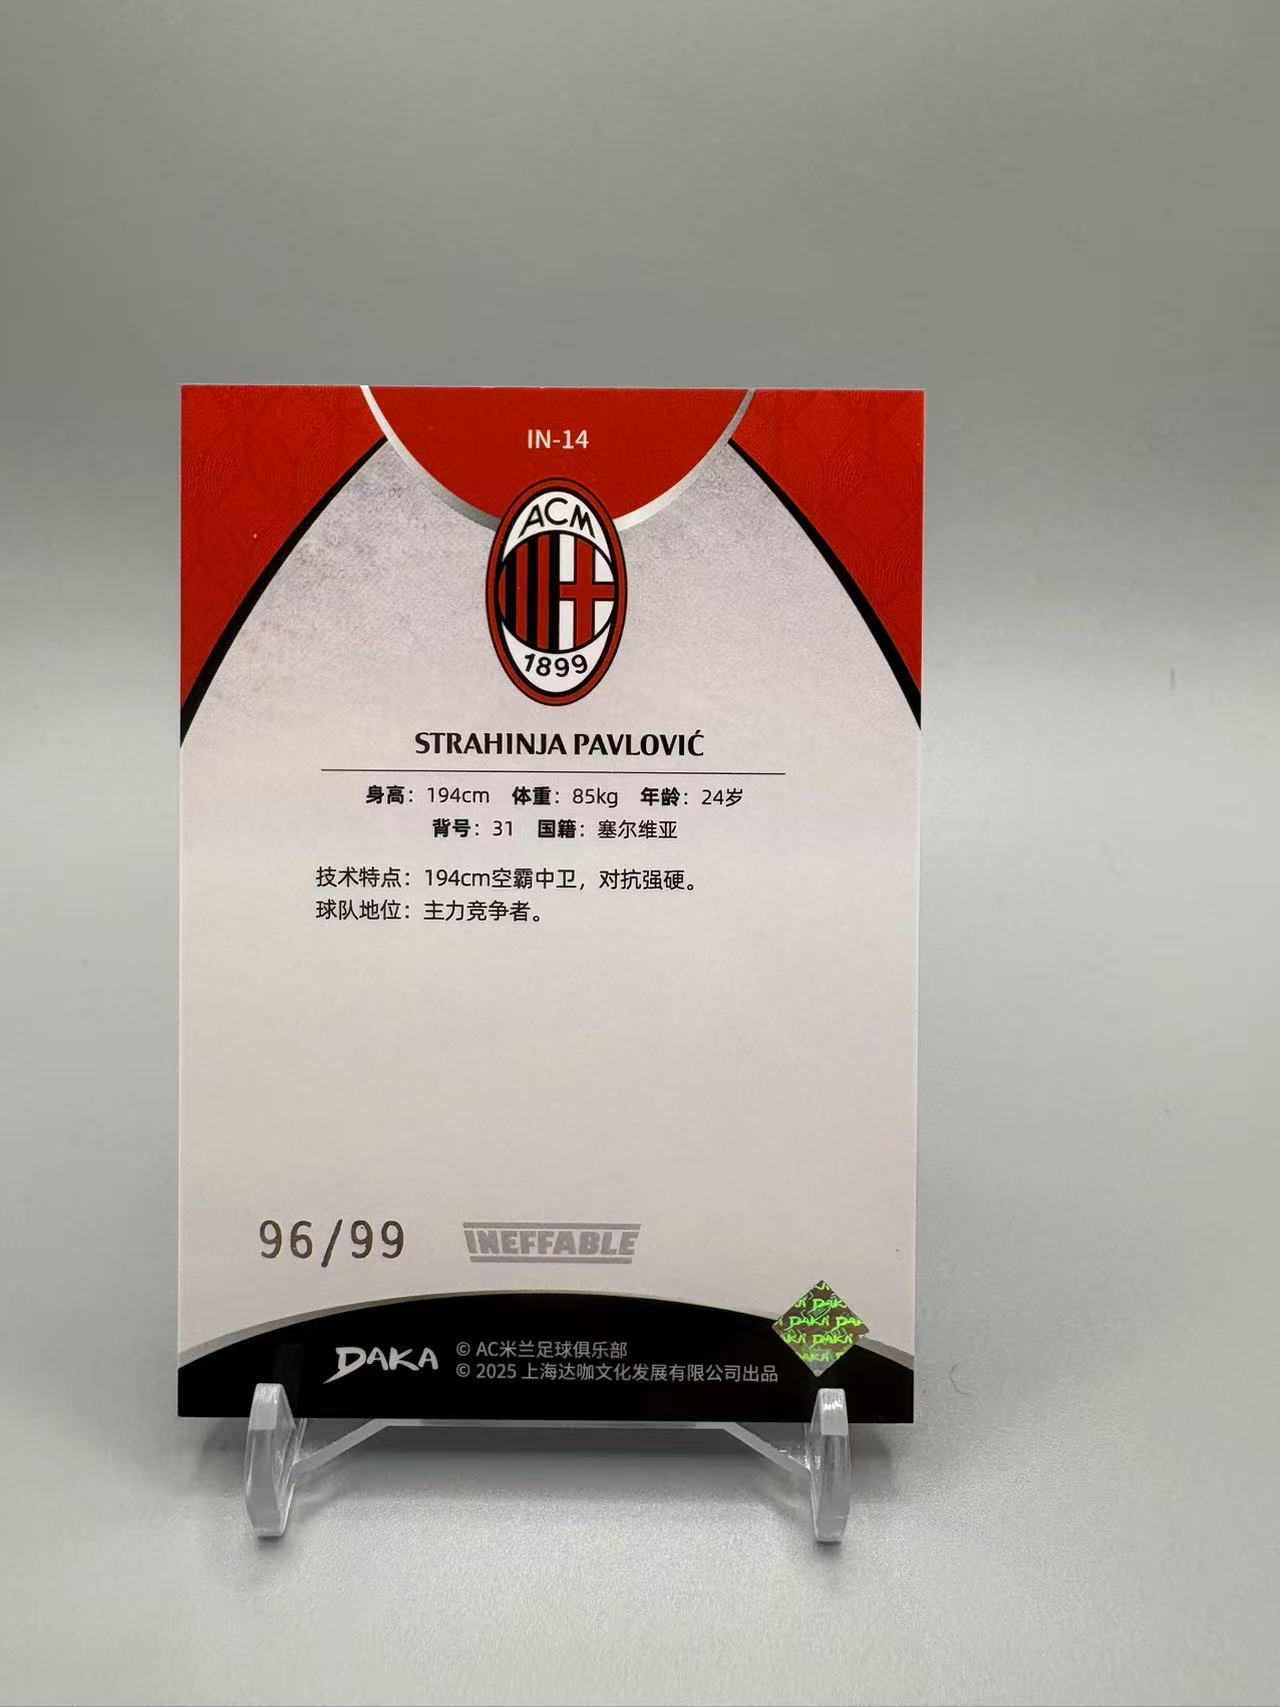 IN-14
ACM
1899
STRAHINJA PAVLOVIĆ
身高：194cm 体重：85kg 年龄：24岁
背号：31 国籍：塞尔维亚
技术特点：194cm空霸中卫，对抗强硬。
球队地位：主力竞争者。
96/99
INEFFABLE
DAKA
© AC米兰足球俱乐部
© 2025 上海达咖文化发展有限公司出品
DAKA
DAKA
DAKA
DAKA